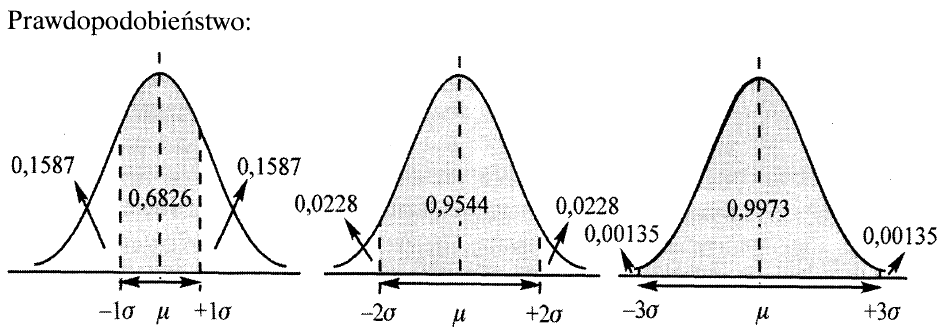 Prawdopodobieństwo:
0,1587 0,6826 0,1587
–1σ μ +1σ
0,0228 0,9544 0,0228
–2σ μ +2σ
0,00135 0,9973 0,00135
–3σ μ +3σ